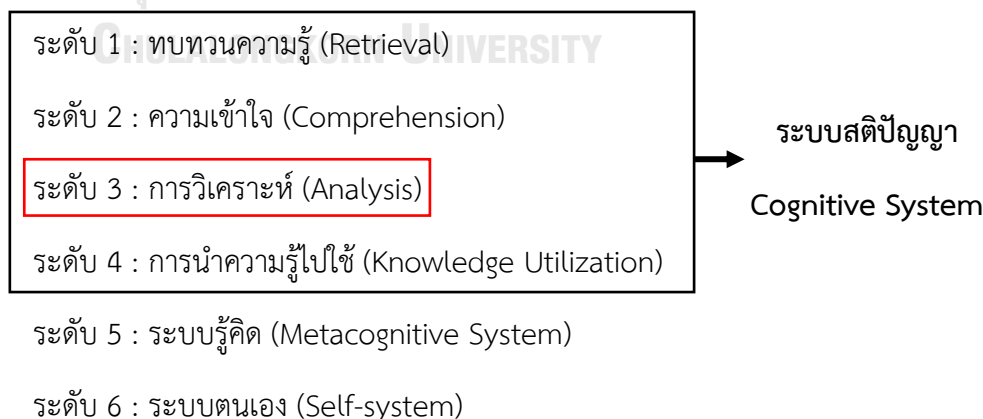 CHULALONGKORN UNIVERSITY
ระดับ 1 : ทบทวนความรู้ (Retrieval)
ระดับ 2 : ความเข้าใจ (Comprehension)
ระดับ 3 : การวิเคราะห์ (Analysis)
ระดับ 4 : การนำความรู้ไปใช้ (Knowledge Utilization)
ระบบสติปัญญา
Cognitive System
ระดับ 5 : ระบบรู้คิด (Metacognitive System)
ระดับ 6 : ระบบตนเอง (Self-system)